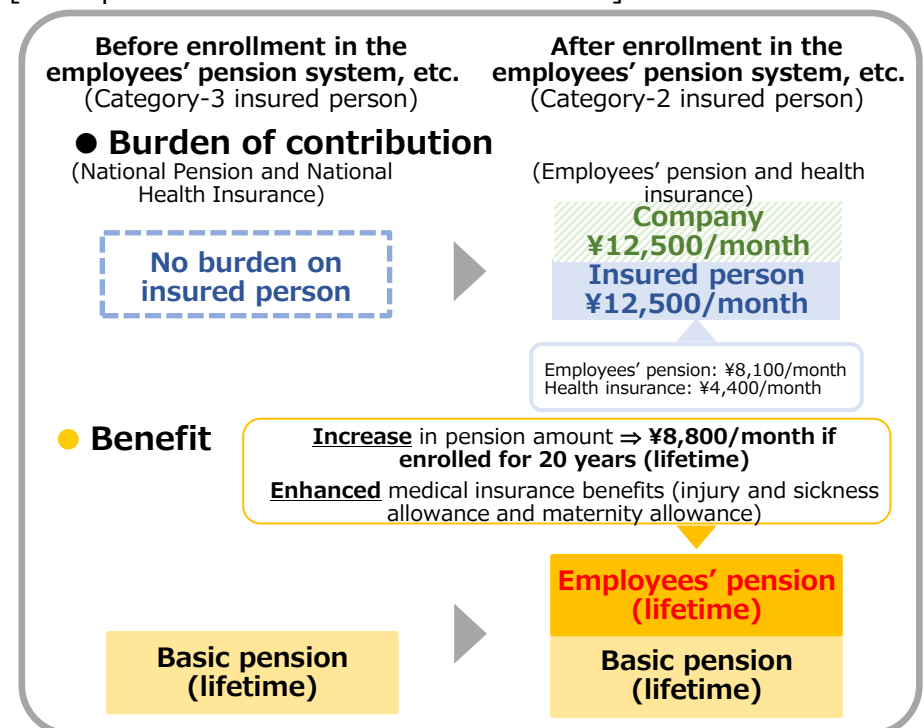 Before enrollment in the
employees’ pension system, etc.
(Category-3 insured person)
After enrollment in the
employees’ pension system, etc.
(Category-2 insured person)
● Burden of contribution
(National Pension and National
Health Insurance)
(Employees’ pension and health
insurance)
No burden on
insured person
Company
¥12,500/month
Insured person
¥12,500/month
Employees’ pension: ¥8,100/month
Health insurance: ¥4,400/month
● Benefit
Increase in pension amount ⇒ ¥8,800/month if
enrolled for 20 years (lifetime)
Enhanced medical insurance benefits (injury and sickness
allowance and maternity allowance)
Basic pension
(lifetime)
Employees’ pension
(lifetime)
Basic pension
(lifetime)